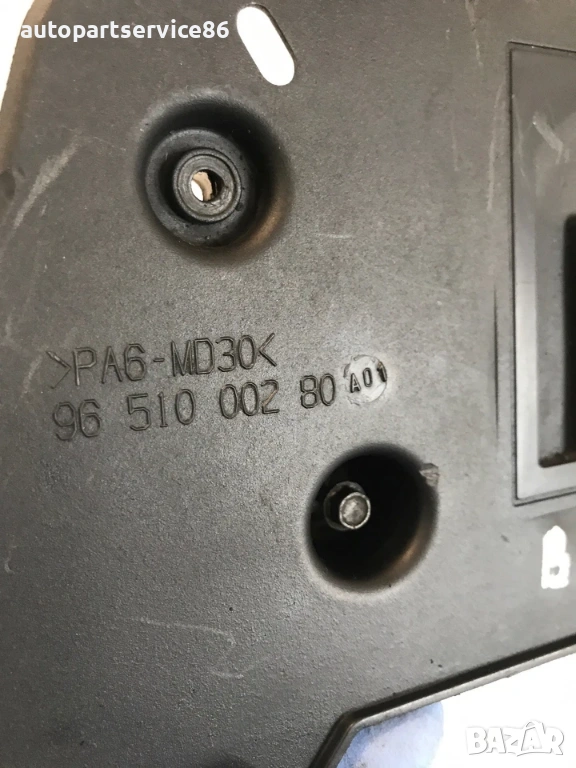 autopartservice86
>PA6-MD30<
96 510 002 80 A01
B
BAZAR